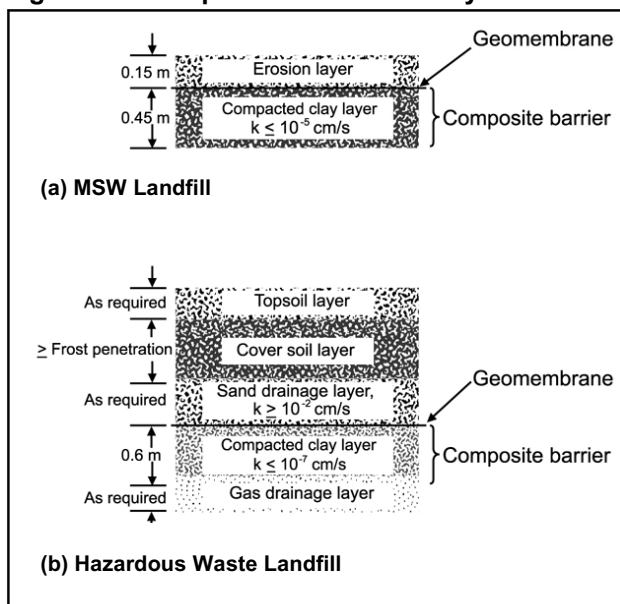 Geomembrane
0.15 m
Erosion layer
0.45 m
Compacted clay layer
k ≤ 10⁻⁵ cm/s
Composite barrier
(a) MSW Landfill
As required
Topsoil layer
≥ Frost penetration
Cover soil layer
Geomembrane
As required
Sand drainage layer,
k ≥ 10⁻² cm/s
0.6 m
Compacted clay layer
k ≤ 10⁻⁷ cm/s
Composite barrier
As required
Gas drainage layer
(b) Hazardous Waste Landfill